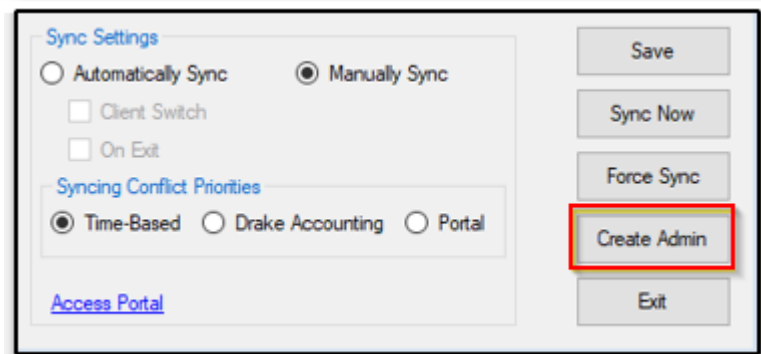 Sync Settings
Automatically Sync Manually Sync
Client Switch
On Exit
Syncing Conflict Priorities
Time-Based Drake Accounting Portal
Access Portal
Save
Sync Now
Force Sync
Create Admin
Exit